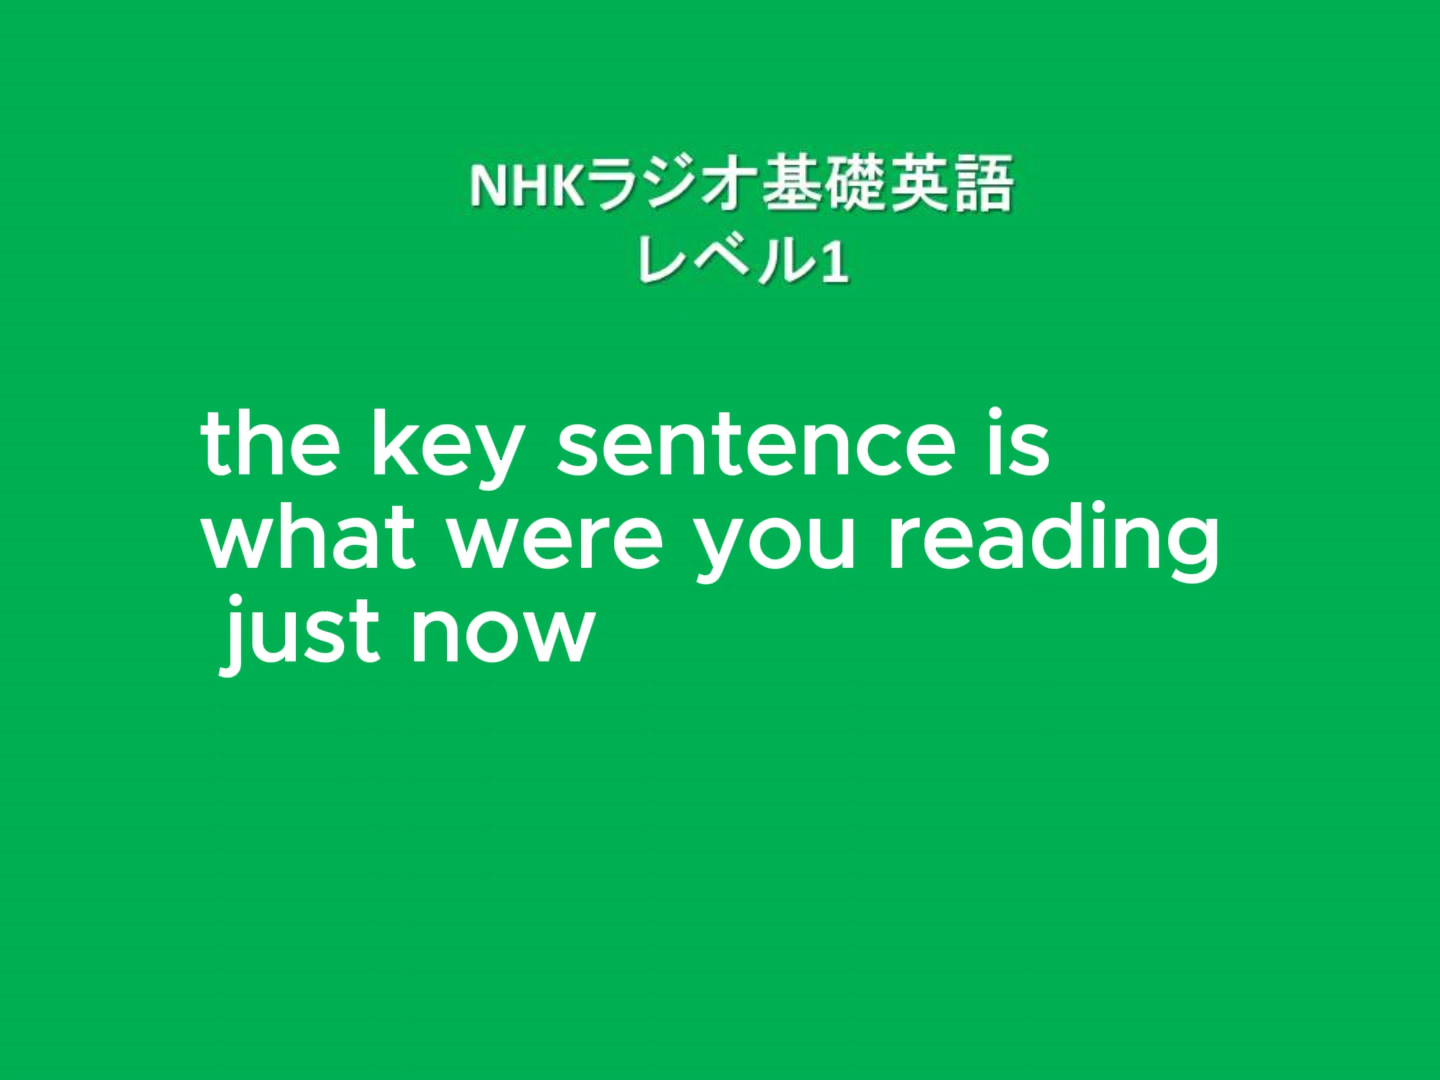 NHKラジオ基礎英語
レベル1
the key sentence is
what were you reading
just now